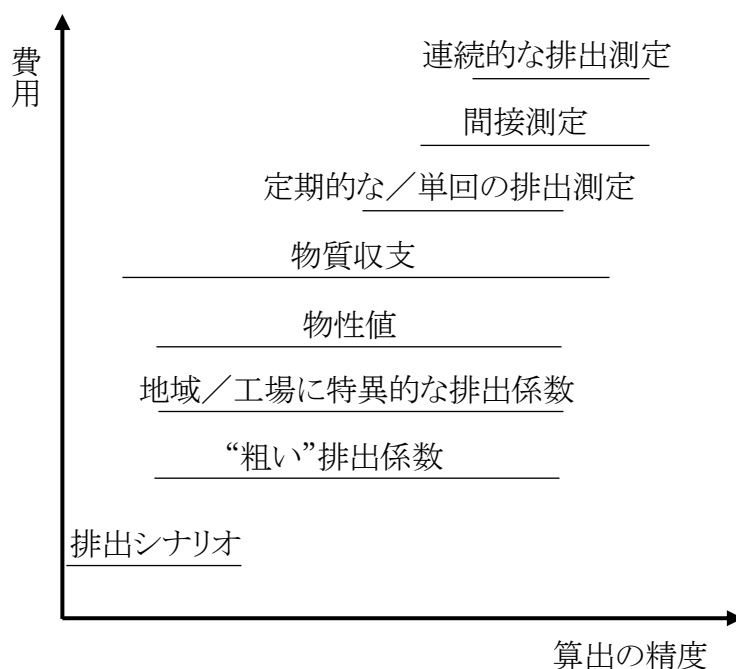 費用
連続的な排出測定
間接測定
定期的な／単回の排出測定
物質収支
物性値
地域／工場に特異的な排出係数
“粗い”排出係数
排出シナリオ
算出の精度